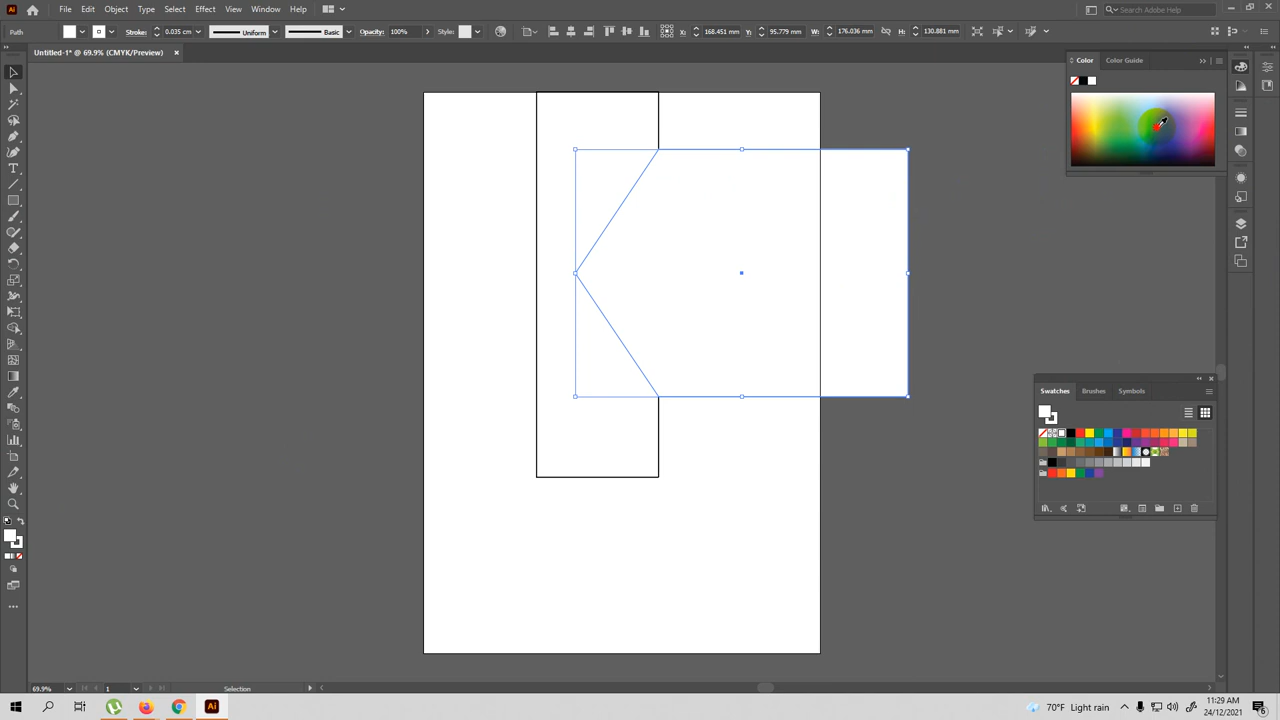 Ai File Edit Object Type Select Effect View Window Help Search Adobe Help
Path Stroke: 0.035 cm Uniform Basic Opacity: 100% Style: X: 168.451 mm Y: 95.779 mm W: 176.036 mm H: 130.881 mm
Untitled-1* @ 69.9% (CMYK/Preview) ×
Color Color Guide
Swatches Brushes Symbols
69.9% 1 Selection
Ai 70°F Light rain 11:29 AM
24/12/2021 6